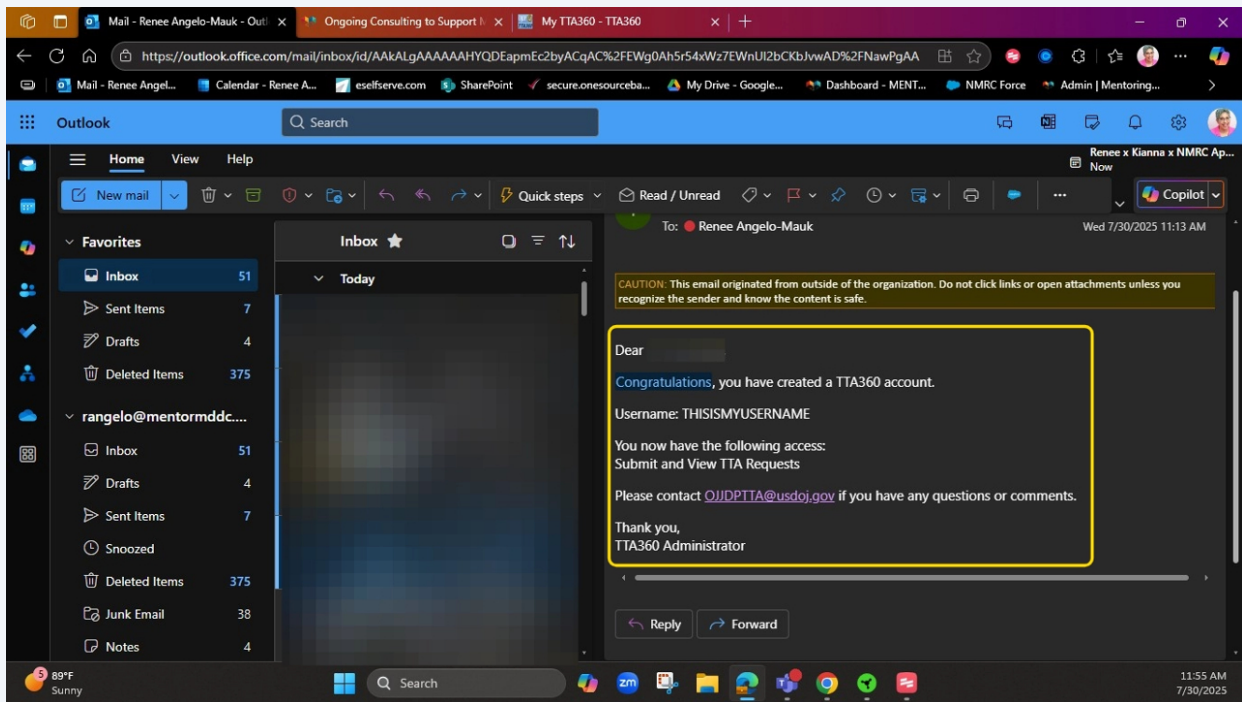 Mail - Renee Angelo-Mauk - Outl
Ongoing Consulting to Support M
My TTA360 - TTA360
https://outlook.office.com/mail/inbox/id/AAkALgAAAAAAHYQDEapmEc2byACqAC%2FEWg0Ah5r54xWz7EWnUI2bCKbJvwAD%2FNawPgAA
Mail - Renee Angel...
Calendar - Renee A...
eselfserve.com
SharePoint
secure.onesourceba...
My Drive - Google...
Dashboard - MENT...
NMRC Force
Admin | Mentoring...
Outlook
Search
Home View Help
Renee x Kianna x NMRC Ap...
Now
New mail
Quick steps
Read / Unread
Copilot
Favorites
Inbox 51
Sent Items 7
Drafts 4
Deleted Items 375
rangelo@mentormddc....
Inbox 51
Drafts 4
Sent Items 7
Snoozed
Deleted Items 375
Junk Email 38
Notes 4
Inbox
Today
To: Renee Angelo-Mauk
Wed 7/30/2025 11:13 AM
CAUTION: This email originated from outside of the organization. Do not click links or open attachments unless you
recognize the sender and know the content is safe.
Dear
Congratulations, you have created a TTA360 account.
Username: THISISMYUSERNAME
You now have the following access:
Submit and View TTA Requests
Please contact OJJDPTTA@usdoj.gov if you have any questions or comments.
Thank you,
TTA360 Administrator
Reply
Forward
5
89°F
Sunny
Search
zm
11:55 AM
7/30/2025